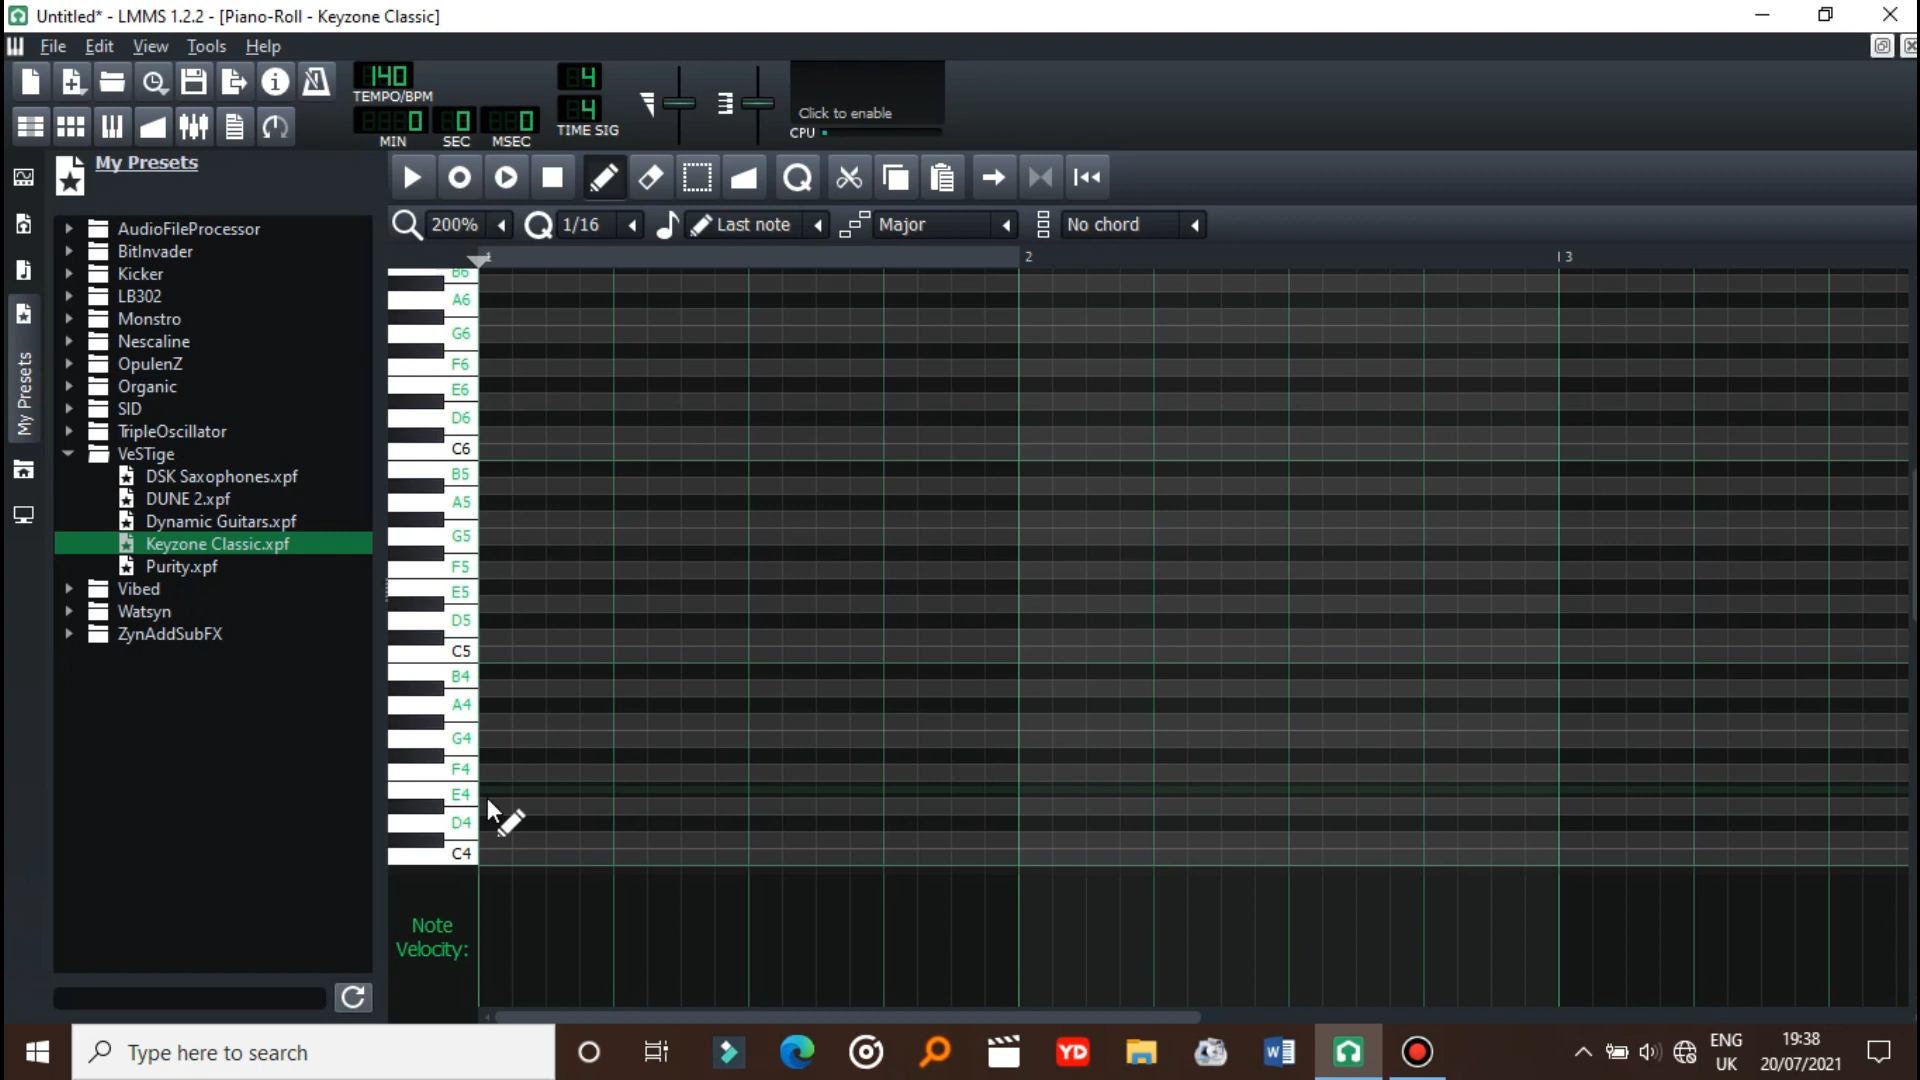 Untitled* - LMMS 1.2.2 - [Piano-Roll - Keyzone Classic]
File Edit View Tools Help
140
TEMPO/BPM
4
4
TIME SIG
0 0 0
MIN SEC MSEC
Click to enable
CPU
My Presets
My Presets
AudioFileProcessor
BitInvader
Kicker
LB302
Monstro
Nescaline
OpulenZ
Organic
SID
TripleOscillator
VeSTige
DSK Saxophones.xpf
DUNE 2.xpf
Dynamic Guitars.xpf
Keyzone Classic.xpf
Purity.xpf
Vibed
Watsyn
ZynAddSubFX
200% 1/16 Last note Major No chord
1 2 3
B6
A6
G6
F6
E6
D6
C6
B5
A5
G5
F5
E5
D5
C5
B4
A4
G4
F4
E4
D4
C4
Note
Velocity:
Type here to search
YD
W
ENG
UK
19:38
20/07/2021